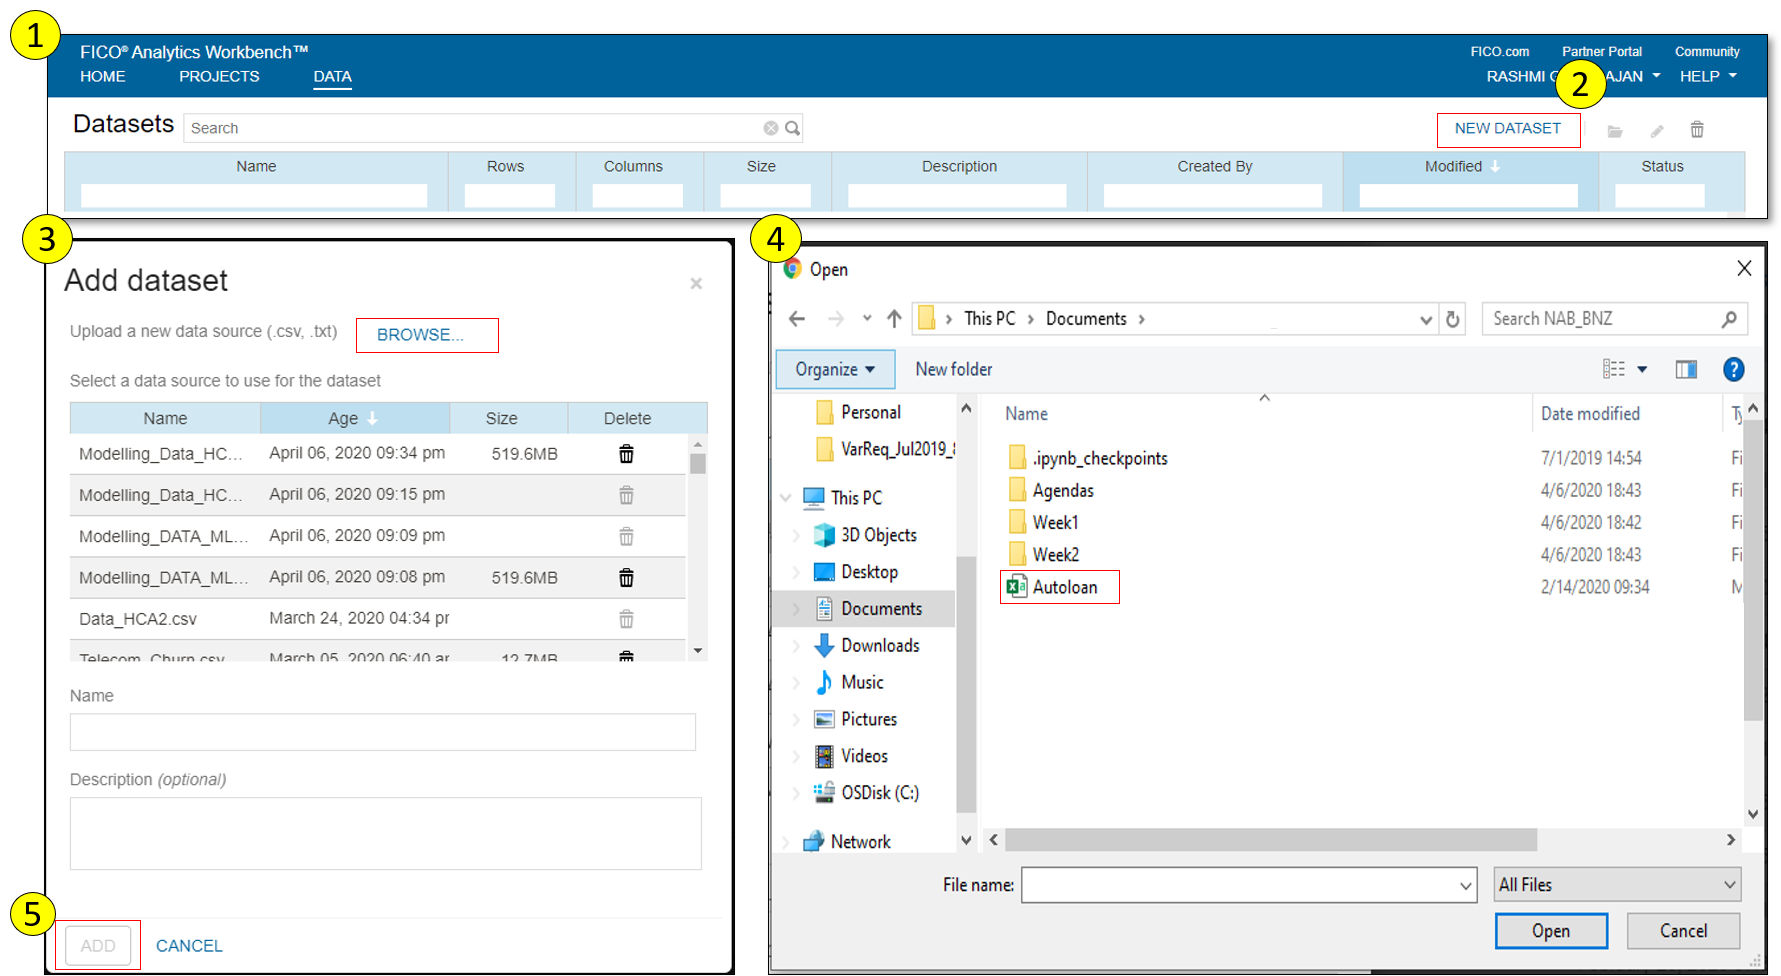 1
FICO® Analytics Workbench™
FICO.com Partner Portal Community
HOME PROJECTS DATA
RASHMI G AJAN HELP
2
Datasets Search
NEW DATASET
Name Rows Columns Size Description Created By Modified Status
3
Add dataset
Upload a new data source (.csv, .txt) BROWSE...
Select a data source to use for the dataset
Name Age Size Delete
Modelling_Data_HC... April 06, 2020 09:34 pm 519.6MB
Modelling_Data_HC... April 06, 2020 09:15 pm
Modelling_DATA_ML... April 06, 2020 09:09 pm
Modelling_DATA_ML... April 06, 2020 09:08 pm 519.6MB
Data_HCA2.csv March 24, 2020 04:34 pr
Telecom_Churn.csv March 05, 2020 06:40 ar 12.7MB
Name
Description (optional)
5
ADD CANCEL
4
Open
This PC > Documents >
Search NAB_BNZ
Organize New folder
Personal
VarReq_Jul2019_8
This PC
3D Objects
Desktop
Documents
Downloads
Music
Pictures
Videos
OSDisk (C:)
Network
Name Date modified Ty
.ipynb_checkpoints 7/1/2019 14:54 Fi
Agendas 4/6/2020 18:43 Fi
Week1 4/6/2020 18:42 Fi
Week2 4/6/2020 18:43 Fi
Autoloan 2/14/2020 09:34 M
File name: All Files
Open Cancel